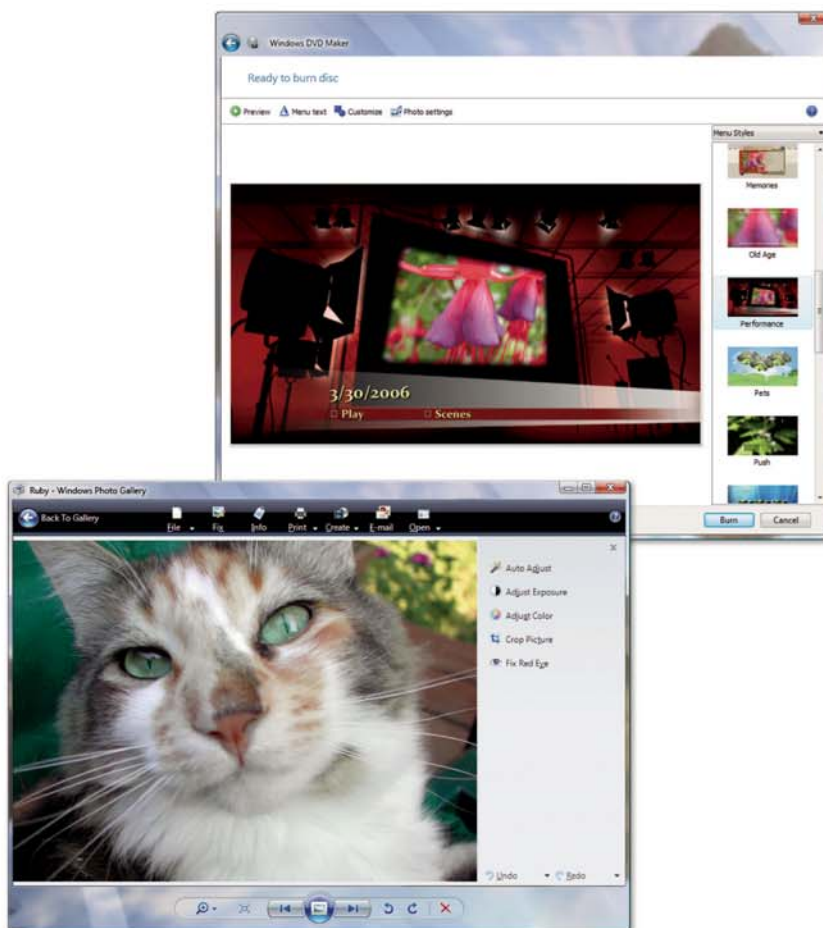 Windows DVD Maker
Ready to burn disc
Preview Menu text Customize Photo settings
Menu Styles
Memories
Old Age
Performance
Pets
Push
3/30/2006
Play Scenes
Burn Cancel
Ruby - Windows Photo Gallery
Back To Gallery File Fix Info Print Create E-mail Open
Auto Adjust
Adjust Exposure
Adjust Color
Crop Picture
Fix Red Eye
Undo Redo